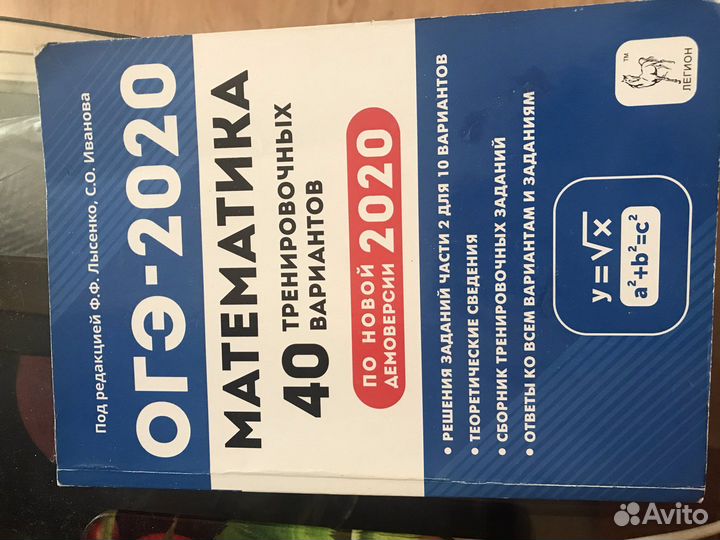 Под редакцией Ф.Ф. Лысенко, С.О. Иванова
ОГЭ-2020
МАТЕМАТИКА
40 ТРЕНИРОВОЧНЫХ
ВАРИАНТОВ
ПО НОВОЙ
ДЕМОВЕРСИИ 2020
• РЕШЕНИЯ ЗАДАНИЙ ЧАСТИ 2 ДЛЯ 10 ВАРИАНТОВ
• ТЕОРЕТИЧЕСКИЕ СВЕДЕНИЯ
• СБОРНИК ТРЕНИРОВОЧНЫХ ЗАДАНИЙ
• ОТВЕТЫ КО ВСЕМ ВАРИАНТАМ И ЗАДАНИЯМ
y=√x
a²+b²=c²
TM
ЛЕГИОН
Avito